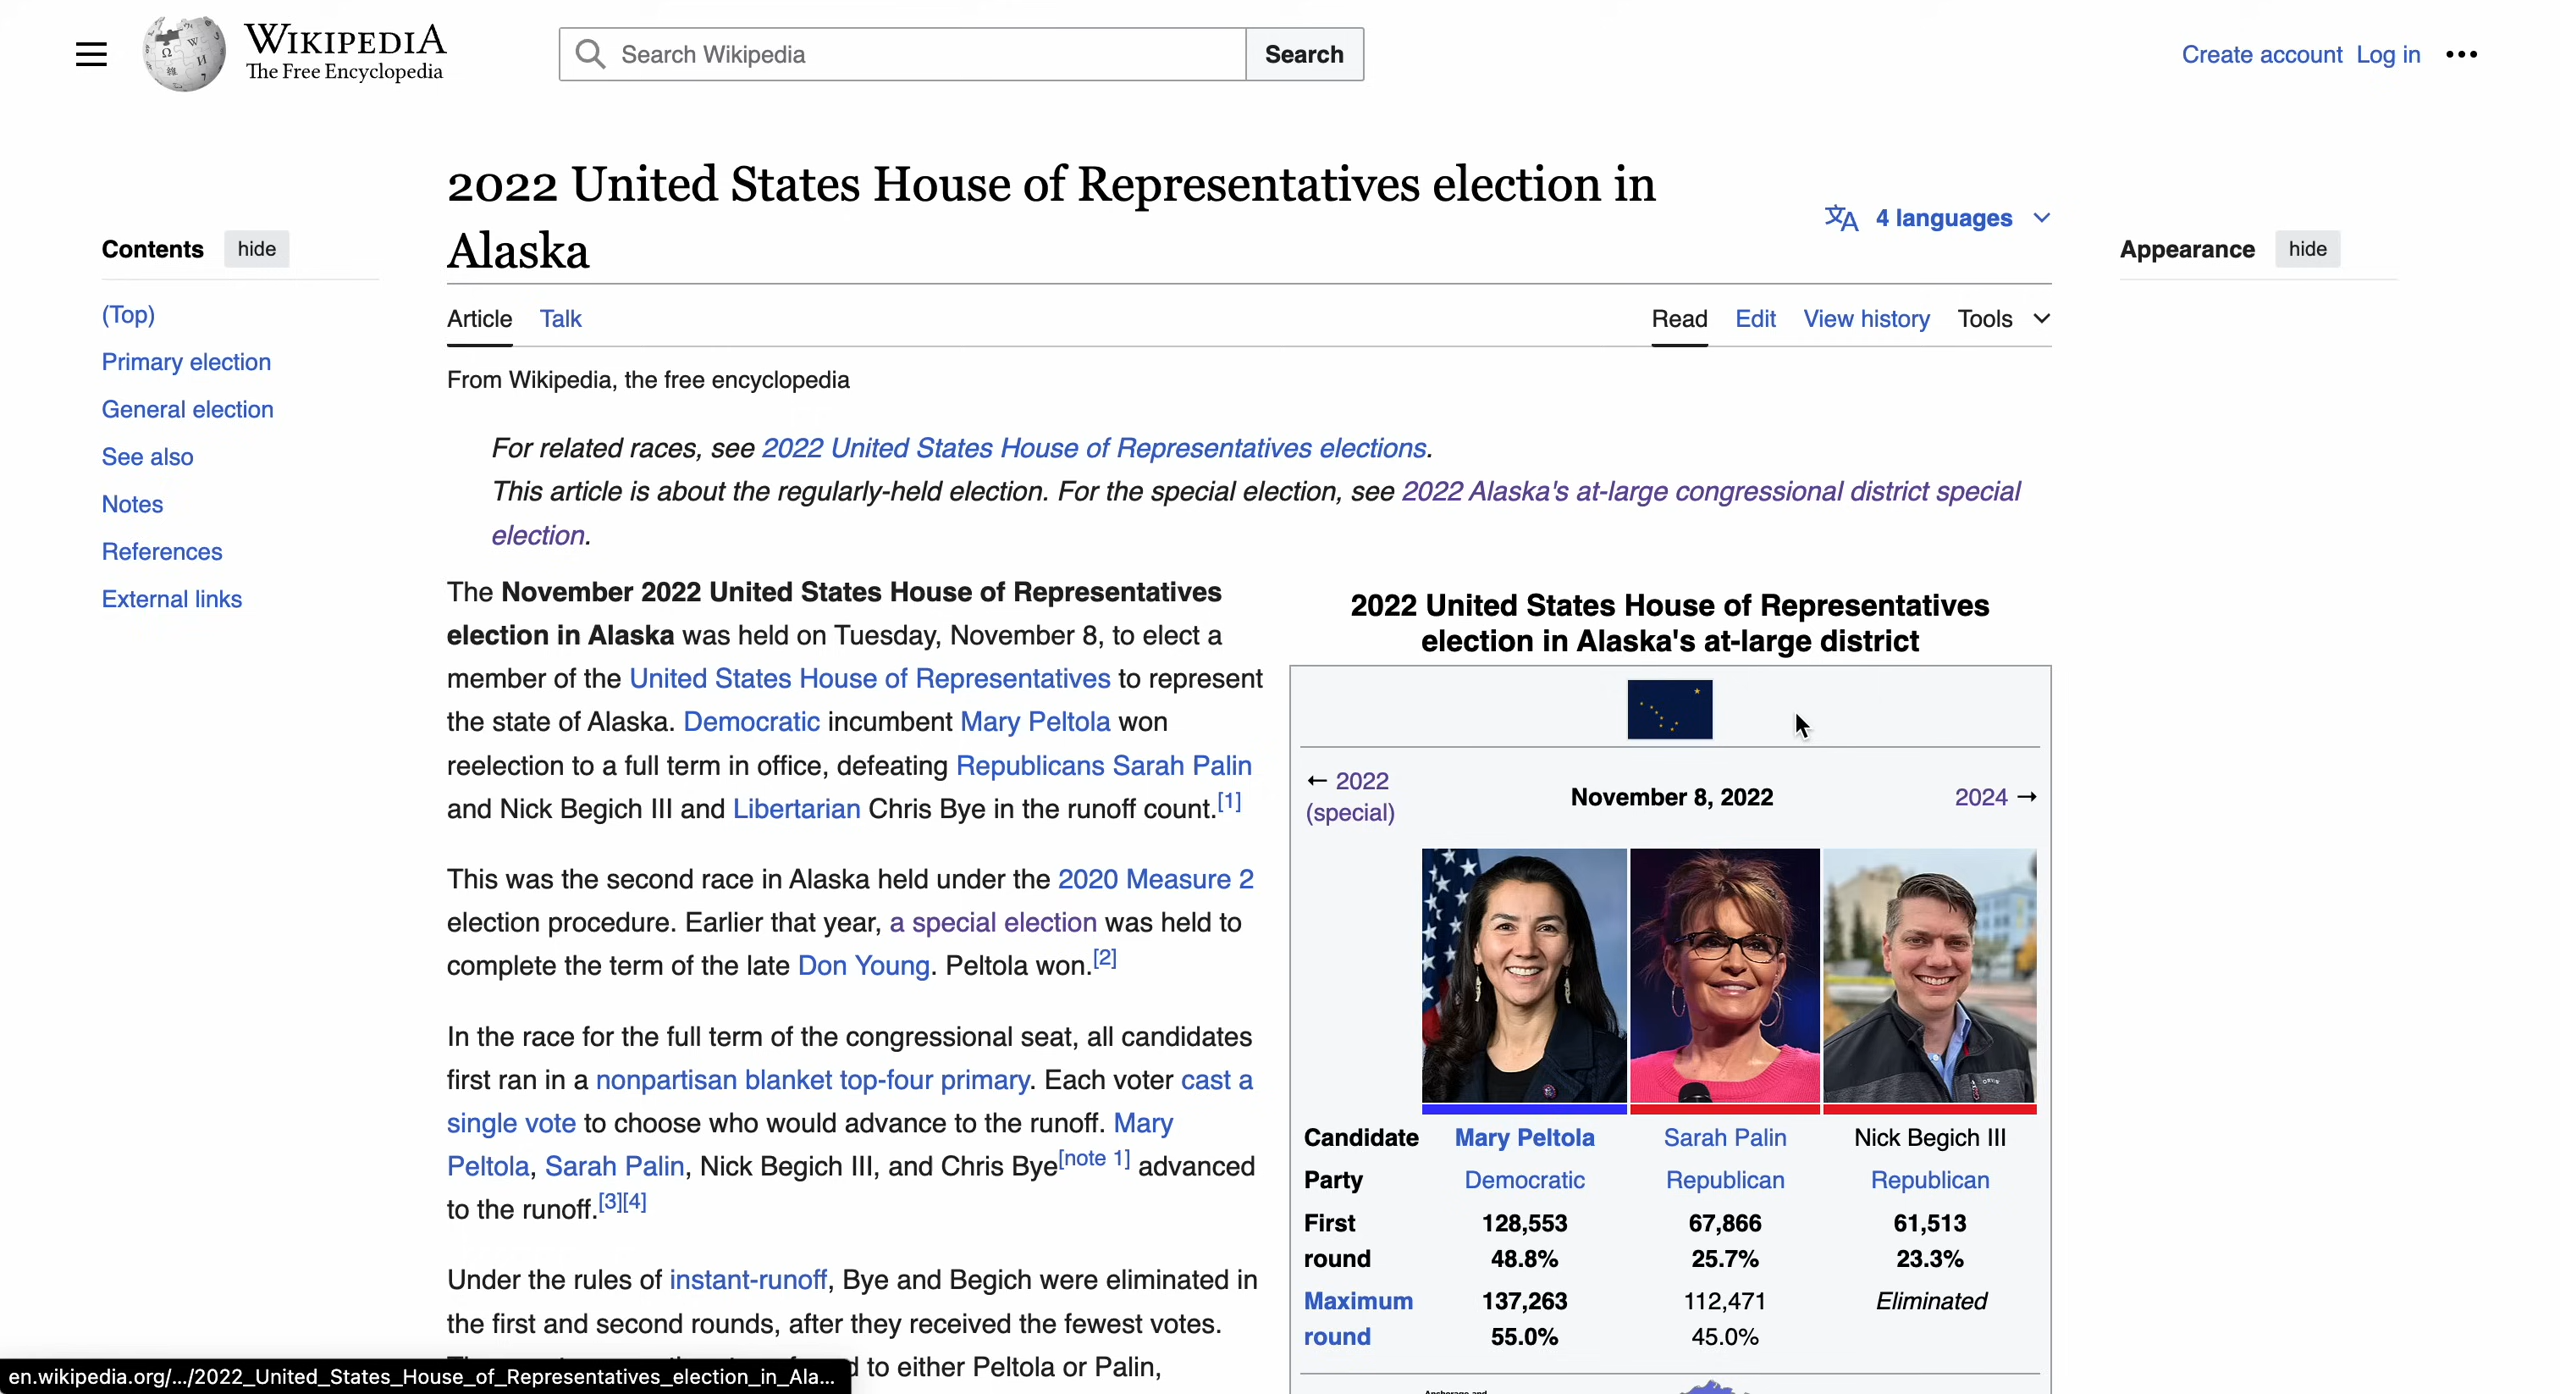 WIKIPEDIA
The Free Encyclopedia
Search Wikipedia
Search
Create account Log in
2022 United States House of Representatives election in
Alaska
4 languages
Contents hide
(Top)
Primary election
General election
See also
Notes
References
External links
Appearance hide
Article Talk
Read Edit View history Tools
From Wikipedia, the free encyclopedia
For related races, see 2022 United States House of Representatives elections.
This article is about the regularly-held election. For the special election, see 2022 Alaska's at-large congressional district special
election.
The November 2022 United States House of Representatives
election in Alaska was held on Tuesday, November 8, to elect a
member of the United States House of Representatives to represent
the state of Alaska. Democratic incumbent Mary Peltola won
reelection to a full term in office, defeating Republicans Sarah Palin
and Nick Begich III and Libertarian Chris Bye in the runoff count.[1]
This was the second race in Alaska held under the 2020 Measure 2
election procedure. Earlier that year, a special election was held to
complete the term of the late Don Young. Peltola won.[2]
In the race for the full term of the congressional seat, all candidates
first ran in a nonpartisan blanket top-four primary. Each voter cast a
single vote to choose who would advance to the runoff. Mary
Peltola, Sarah Palin, Nick Begich III, and Chris Bye[note 1] advanced
to the runoff.[3][4]
Under the rules of instant-runoff, Bye and Begich were eliminated in
the first and second rounds, after they received the fewest votes.
to either Peltola or Palin,
2022 United States House of Representatives
election in Alaska's at-large district
← 2022
(special)
November 8, 2022
2024 →
Candidate Mary Peltola Sarah Palin Nick Begich III
Party Democratic Republican Republican
First 128,553 67,866 61,513
round 48.8% 25.7% 23.3%
Maximum 137,263 112,471 Eliminated
round 55.0% 45.0%
en.wikipedia.org/.../2022_United_States_House_of_Representatives_election_in_Ala...